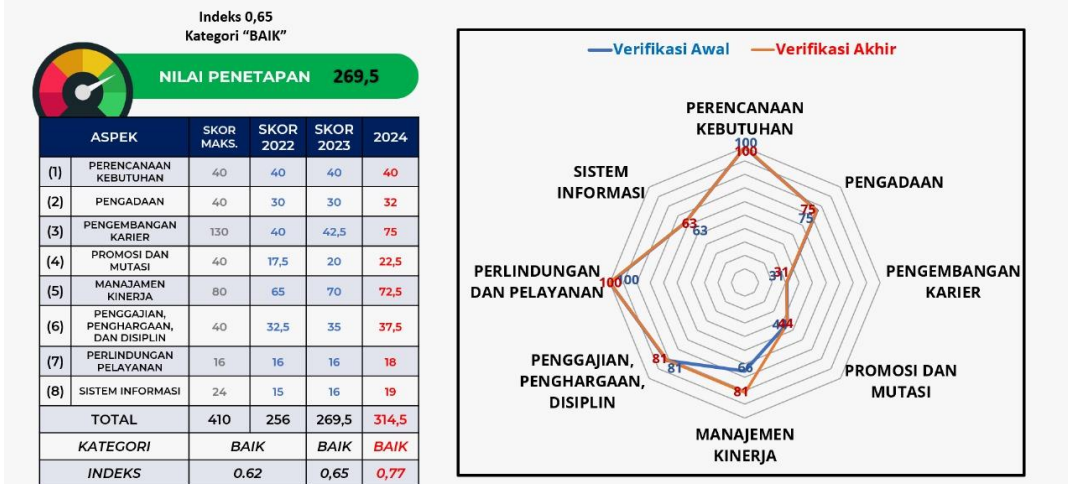 Indeks 0,65
Kategori “BAIK”
NILAI PENETAPAN 269,5
ASPEK SKOR MAKS. SKOR 2022 SKOR 2023 2024
(1) PERENCANAAN KEBUTUHAN 40 40 40 40
(2) PENGADAAN 40 30 30 32
(3) PENGEMBANGAN KARIER 130 40 42,5 75
(4) PROMOSI DAN MUTASI 40 17,5 20 22,5
(5) MANAJEMEN KINERJA 80 65 70 72,5
(6) PENGGAJIAN, PENGHARGAAN, DAN DISIPLIN 40 32,5 35 37,5
(7) PERLINDUNGAN PELAYANAN 16 16 16 18
(8) SISTEM INFORMASI 24 15 16 19
TOTAL 410 256 269,5 314,5
KATEGORI BAIK BAIK BAIK
INDEKS 0.62 0,65 0,77
Verifikasi Awal Verifikasi Akhir
PERENCANAAN
KEBUTUHAN
100
100
PENGADAAN
75
75
PENGEMBANGAN
KARIER
31
31
PROMOSI DAN
MUTASI
44
MANAJEMEN
KINERJA
66
81
PENGGAJIAN,
PENGHARGAAN,
DISIPLIN
81
81
PERLINDUNGAN
DAN PELAYANAN
100
100
SISTEM
INFORMASI
63
63